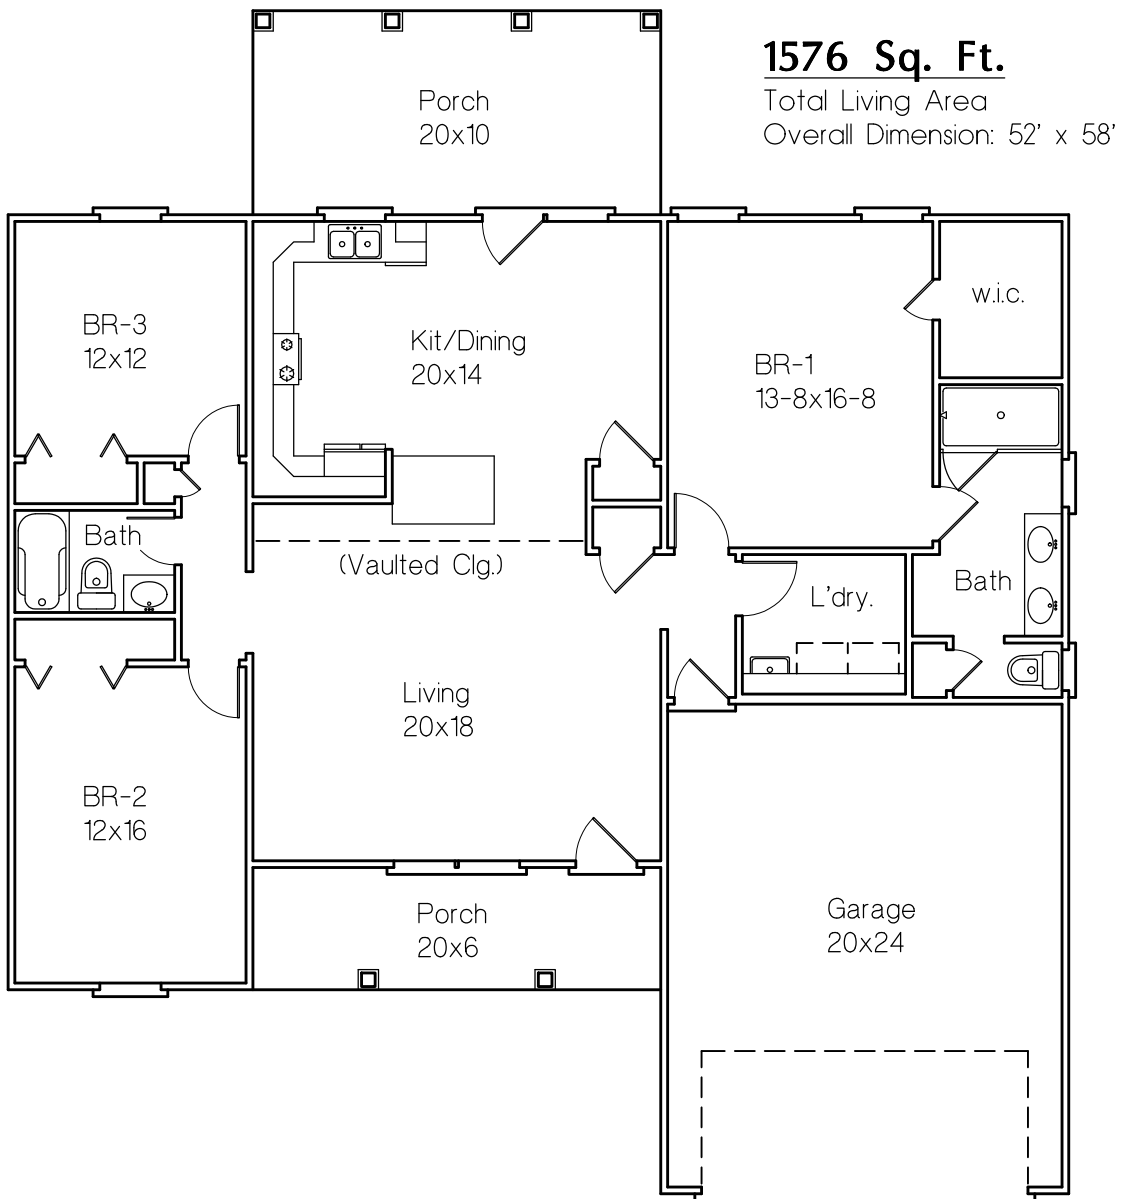 1576 Sq. Ft.
Total Living Area
Overall Dimension: 52' x 58'
Porch
20x10
BR-3
12x12
Kit/Dining
20x14
BR-1
13-8x16-8
w.i.c.
Bath
(Vaulted Clg.)
L'dry.
Bath
Living
20x18
BR-2
12x16
Porch
20x6
Garage
20x24